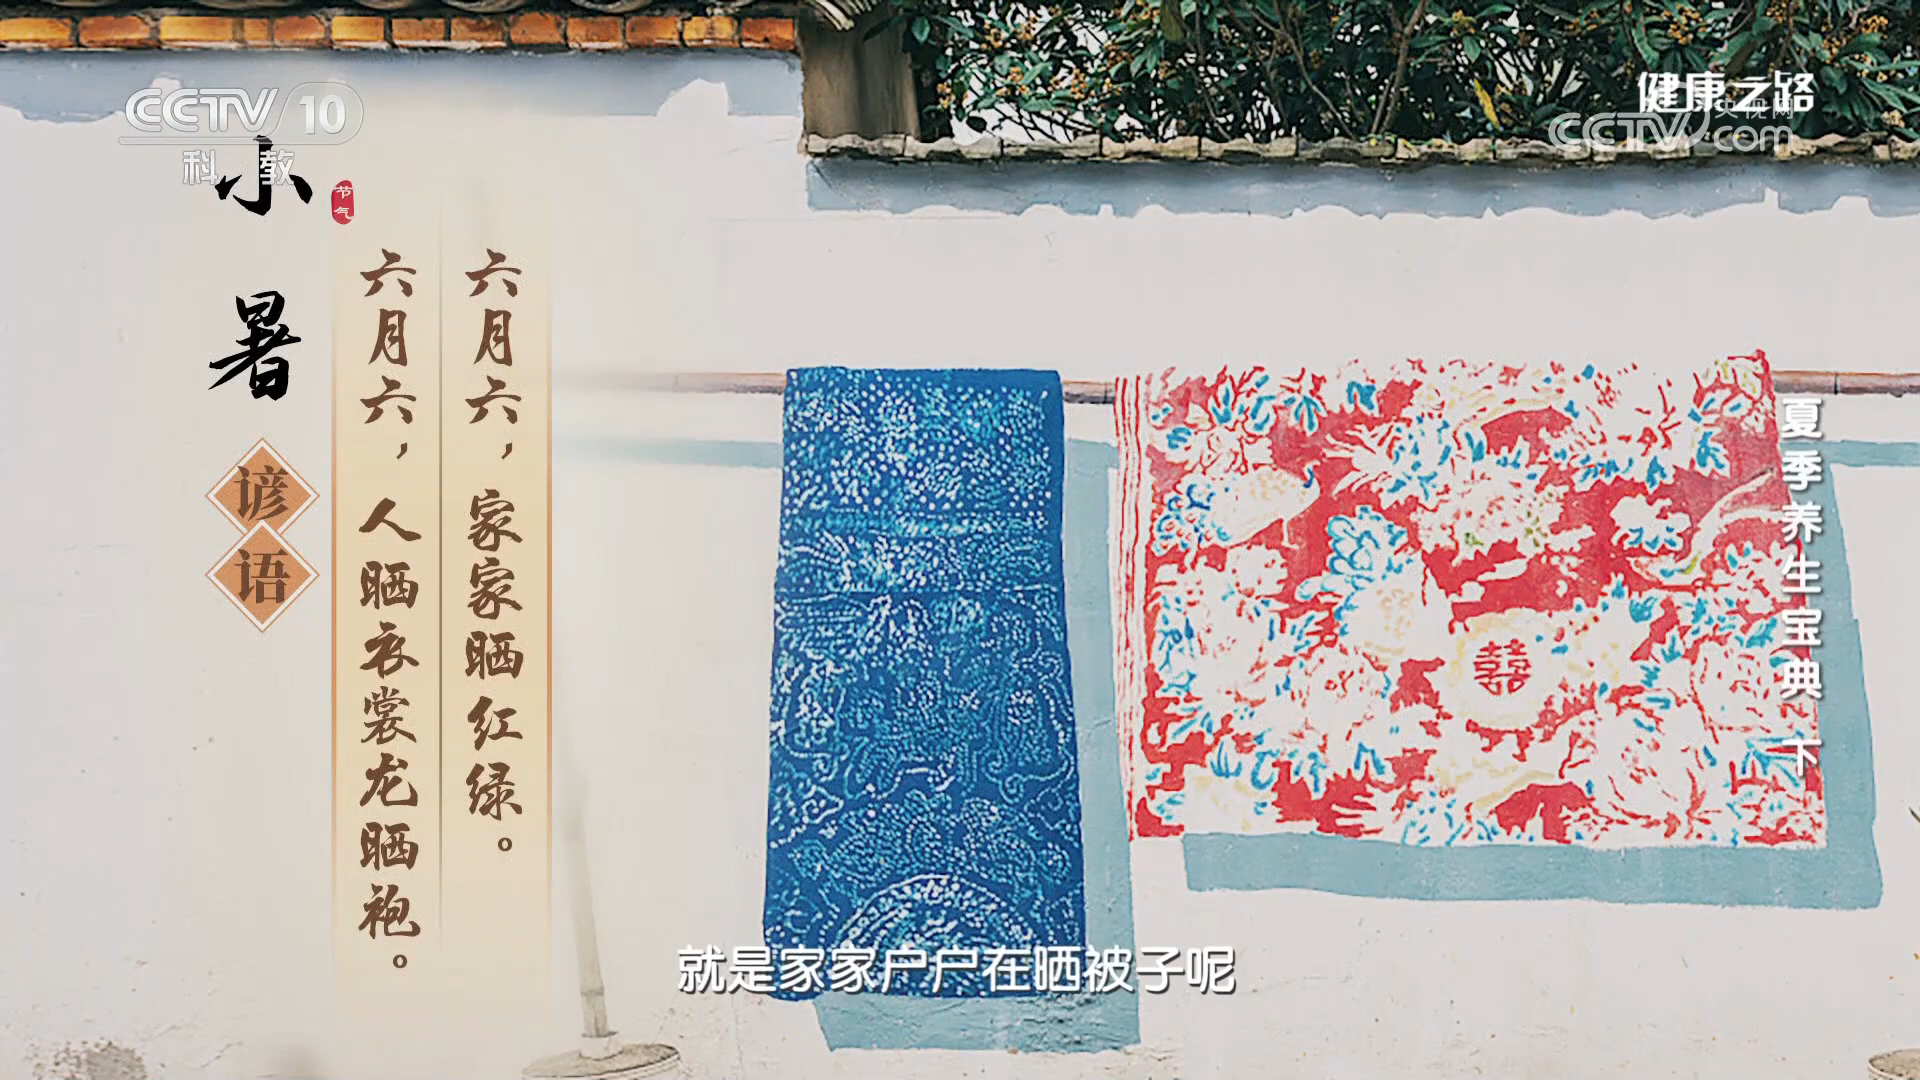 CCTV 10
科教
健康之路
央视网
CCTV.com
小暑
节气
谚语
六月六，家家晒红绿。
六月六，人晒衣裳龙晒袍。
夏季养生宝典 下
囍
就是家家户户在晒被子呢